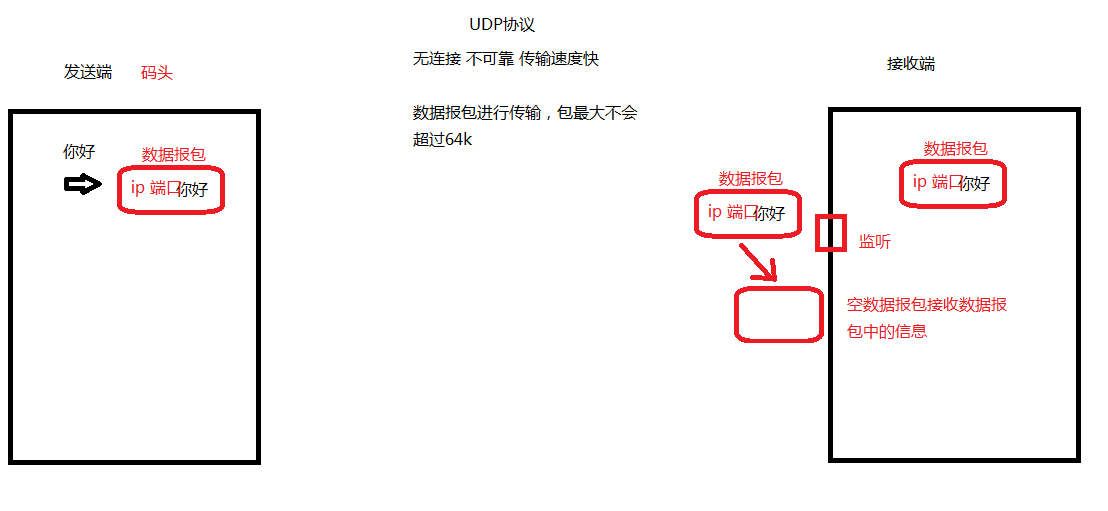 UDP协议
无连接 不可靠 传输速度快
数据报包进行传输，包最大不会
超过64k
发送端 码头
你好
数据报包
ip 端口你好
数据报包
ip 端口你好
接收端
数据报包
ip 端口你好
监听
空数据报包接收数据报
包中的信息